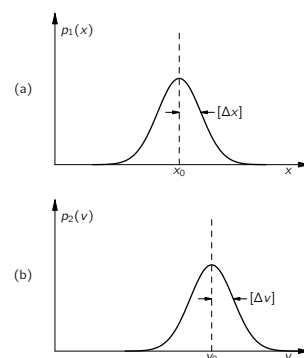 p₁(x)
(a)
[Δx]
x₀
x
p₂(v)
(b)
[Δv]
v₀
v